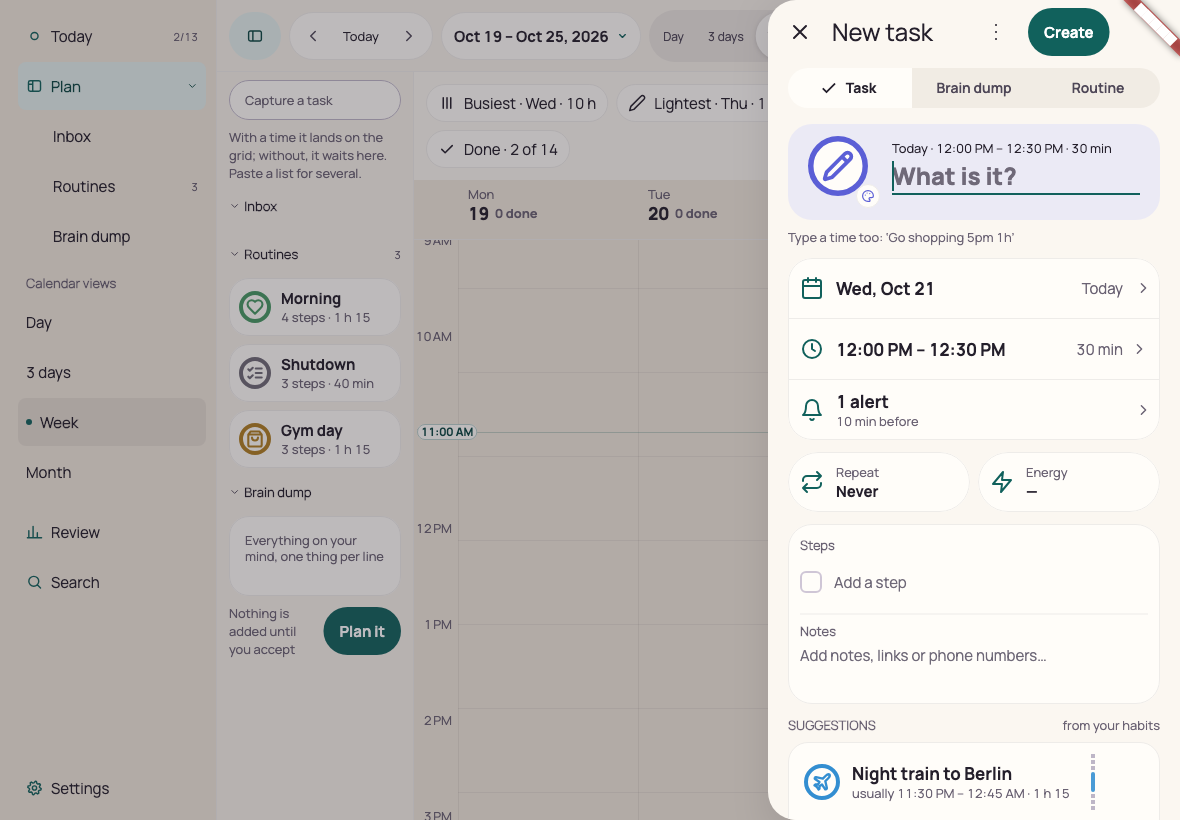 Today
2/13
Plan
Inbox
Routines
3
Brain dump
Calendar views
Day
3 days
Week
Month
Review
Search
Settings
Today
Oct 19 – Oct 25, 2026
Day
3 days
Capture a task
With a time it lands on the
grid; without, it waits here.
Paste a list for several.
Inbox
Routines
3
Morning
4 steps · 1 h 15
Shutdown
3 steps · 40 min
Gym day
3 steps · 1 h 15
Brain dump
Everything on your
mind, one thing per line
Nothing is
added until
you accept
Plan it
Busiest · Wed · 10 h
Lightest · Thu · 1
Done · 2 of 14
Mon
19 0 done
Tue
20 0 done
9 AM
10 AM
11:00 AM
12 PM
1 PM
2 PM
3 PM
New task
Create
Task
Brain dump
Routine
Today · 12:00 PM – 12:30 PM · 30 min
What is it?
Type a time too: 'Go shopping 5pm 1h'
Wed, Oct 21
Today
12:00 PM – 12:30 PM
30 min
1 alert
10 min before
Repeat
Never
Energy
—
Steps
Add a step
Notes
Add notes, links or phone numbers…
SUGGESTIONS
from your habits
Night train to Berlin
usually 11:30 PM – 12:45 AM · 1 h 15